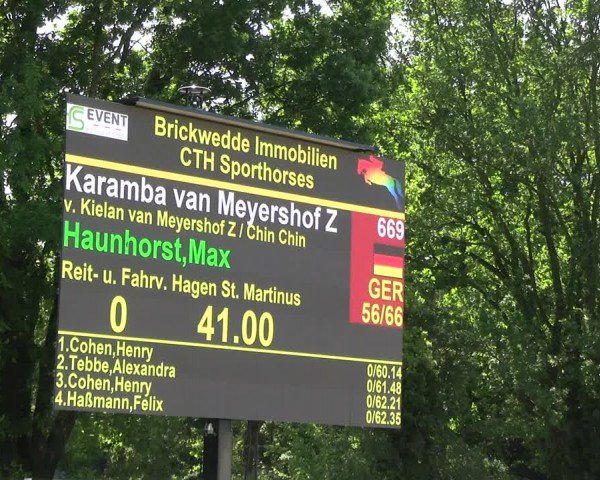 EVENT
Brickwedde Immobilien
CTH Sporthorses
Karamba van Meyershof Z 669
v. Kielan van Meyershof Z / Chin Chin
Haunhorst,Max
GER
Reit- u. Fahrv. Hagen St. Martinus
56/66
0 41.00
1.Cohen,Henry 0/60.14
2.Tebbe,Alexandra 0/61.48
3.Cohen,Henry 0/62.21
4.Haßmann,Felix 0/62.35